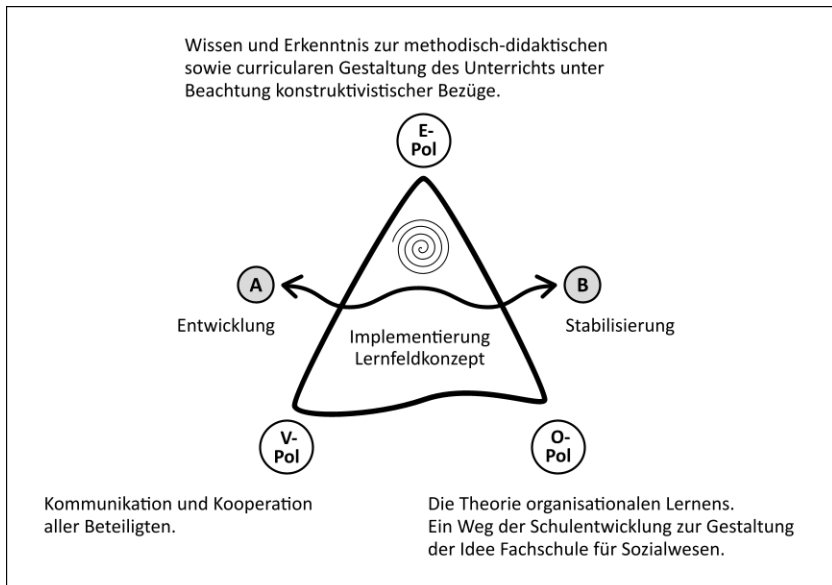 Wissen und Erkenntnis zur methodisch-didaktischen
sowie curricularen Gestaltung des Unterrichts unter
Beachtung konstruktivistischer Bezüge.
E-
Pol
A
B
Entwicklung
Stabilisierung
Implementierung
Lernfeldkonzept
V-
Pol
O-
Pol
Kommunikation und Kooperation
aller Beteiligten.
Die Theorie organisationalen Lernens.
Ein Weg der Schulentwicklung zur Gestaltung
der Idee Fachschule für Sozialwesen.